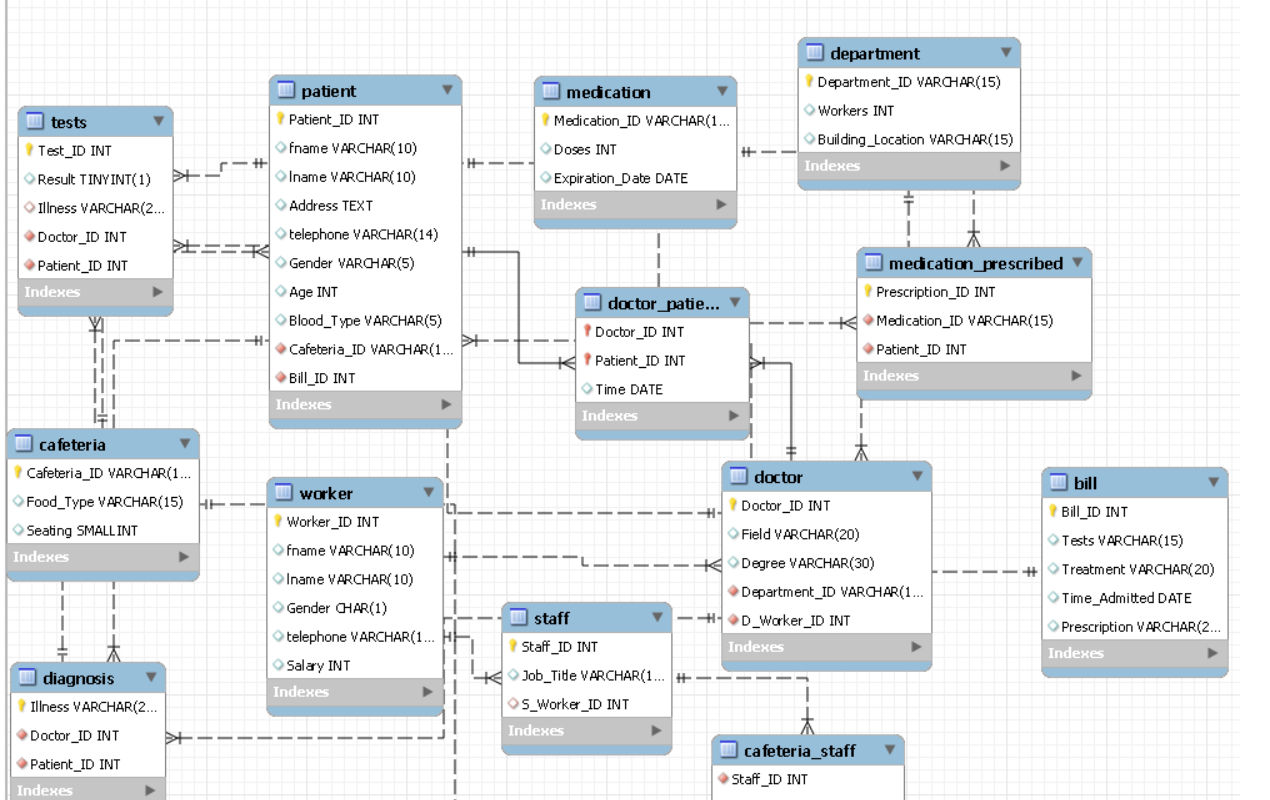 tests
Test_ID INT
Result TINYINT(1)
Illness VARCHAR(2...
Doctor_ID INT
Patient_ID INT
Indexes
patient
Patient_ID INT
fname VARCHAR(10)
lname VARCHAR(10)
Address TEXT
telephone VARCHAR(14)
Gender VARCHAR(5)
Age INT
Blood_Type VARCHAR(5)
Cafeteria_ID VARCHAR(1...
Bill_ID INT
Indexes
medication
Medication_ID VARCHAR(1...
Doses INT
Expiration_Date DATE
Indexes
department
Department_ID VARCHAR(15)
Workers INT
Building_Location VARCHAR(15)
Indexes
doctor_patie...
Doctor_ID INT
Patient_ID INT
Time DATE
Indexes
medication_prescribed
Prescription_ID INT
Medication_ID VARCHAR(15)
Patient_ID INT
Indexes
cafeteria
Cafeteria_ID VARCHAR(1...
Food_Type VARCHAR(15)
Seating SMALLINT
Indexes
worker
Worker_ID INT
fname VARCHAR(10)
lname VARCHAR(10)
Gender CHAR(1)
telephone VARCHAR(1...
Salary INT
Indexes
doctor
Doctor_ID INT
Field VARCHAR(20)
Degree VARCHAR(30)
Department_ID VARCHAR(1...
D_Worker_ID INT
Indexes
bill
Bill_ID INT
Tests VARCHAR(15)
Treatment VARCHAR(20)
Time_Admitted DATE
Prescription VARCHAR(2...
Indexes
staff
Staff_ID INT
Job_Title VARCHAR(1...
S_Worker_ID INT
Indexes
diagnosis
Illness VARCHAR(2...
Doctor_ID INT
Patient_ID INT
Indexes
cafeteria_staff
Staff_ID INT